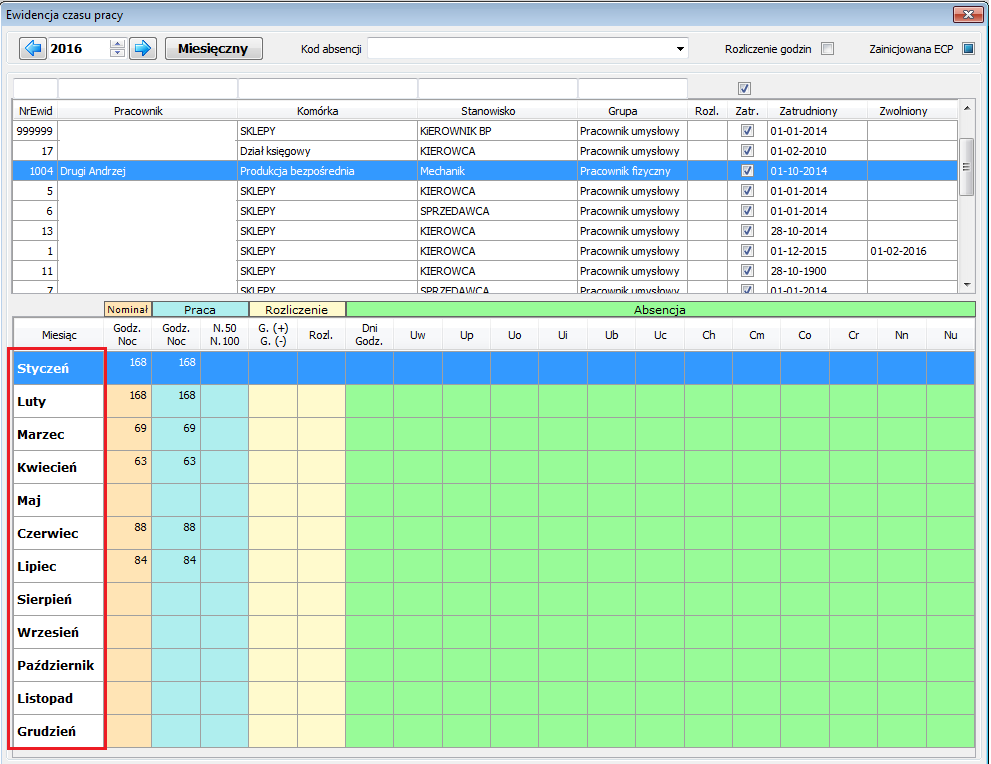 Ewidencja czasu pracy
2016 Miesięczny Kod absencji Rozliczenie godzin Zainicjowana ECP
NrEwid Pracownik Komórka Stanowisko Grupa Rozl. Zatr. Zatrudniony Zwolniony
999999 SKLEPY KiEROWNIK BP Pracownik umysłowy 01-01-2014
17 Dział księgowy KIEROWCA Pracownik umysłowy 01-02-2010
1004 Drugi Andrzej Produkcja bezpośrednia Mechanik Pracownik fizyczny 01-10-2014
5 SKLEPY KIEROWCA Pracownik umysłowy 01-01-2014
6 SKLEPY SPRZEDAWCA Pracownik umysłowy 01-01-2014
13 SKLEPY KIEROWCA Pracownik umysłowy 28-10-2014
1 SKLEPY KIEROWCA Pracownik umysłowy 01-12-2015 01-02-2016
11 SKLEPY KIEROWCA Pracownik umysłowy 28-10-1900
7 SKLEPY SPRZEDAWCA Pracownik umysłowy 01-01-2014
Nominał Praca Rozliczenie Absencja
Miesiąc Godz. Noc Godz. Noc N.50 N.100 G. (+) G. (-) Rozl. Dni Godz. Uw Up Uo Ui Ub Uc Ch Cm Co Cr Nn Nu
Styczeń 168 168
Luty 168 168
Marzec 69 69
Kwiecień 63 63
Maj
Czerwiec 88 88
Lipiec 84 84
Sierpień
Wrzesień
Październik
Listopad
Grudzień